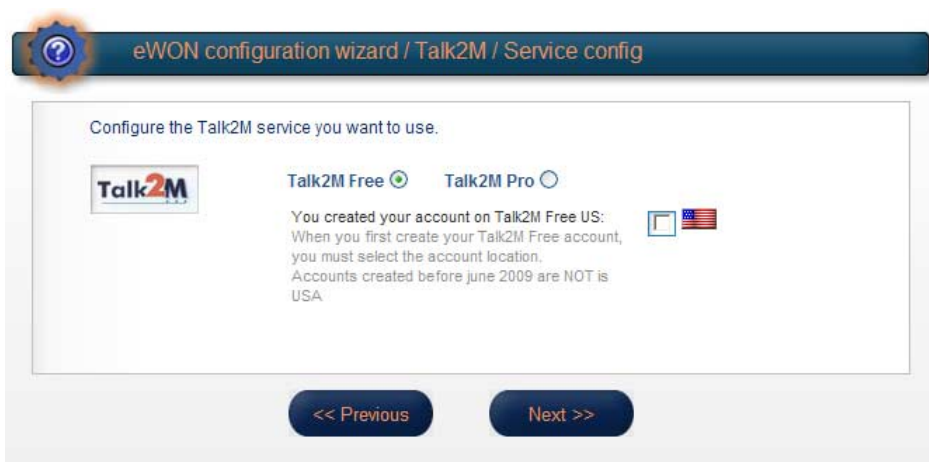 eWON configuration wizard / Talk2M / Service config
Configure the Talk2M service you want to use.
Talk2M
Talk2M Free Talk2M Pro
You created your account on Talk2M Free US:
When you first create your Talk2M Free account,
you must select the account location.
Accounts created before june 2009 are NOT is
USA
<< Previous Next >>